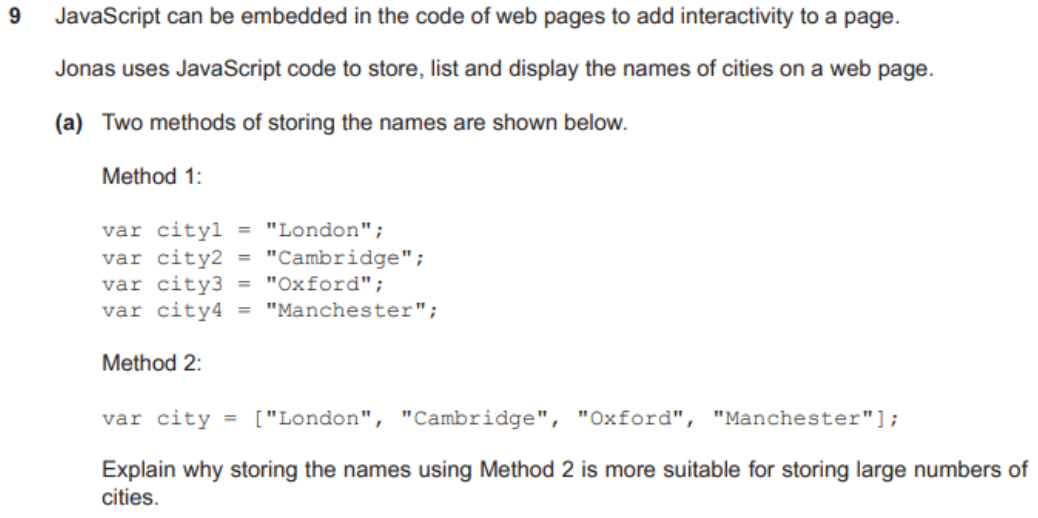 9 JavaScript can be embedded in the code of web pages to add interactivity to a page.
Jonas uses JavaScript code to store, list and display the names of cities on a web page.
(a) Two methods of storing the names are shown below.
Method 1:
var city1 = "London";
var city2 = "Cambridge";
var city3 = "Oxford";
var city4 = "Manchester";
Method 2:
var city = ["London", "Cambridge", "Oxford", "Manchester"];
Explain why storing the names using Method 2 is more suitable for storing large numbers of
cities.